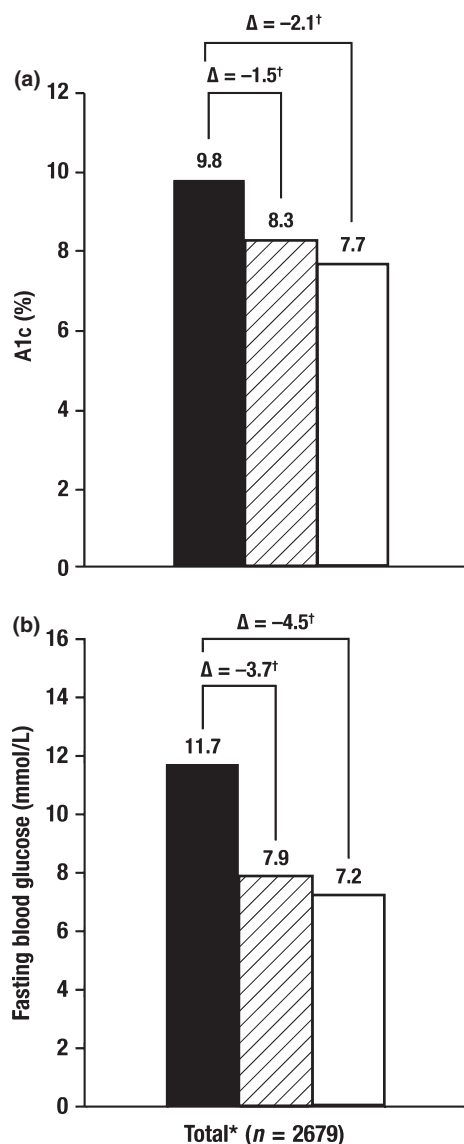 Δ = –2.1†
(a)
Δ = –1.5†
12
9.8
10
8.3
7.7
8
A1c (%)
6
4
2
0
(b)
Δ = –4.5†
16
Δ = –3.7†
14
11.7
12
Fasting blood glucose (mmol/L)
10
7.9
7.2
8
6
4
2
0
Total* (n = 2679)